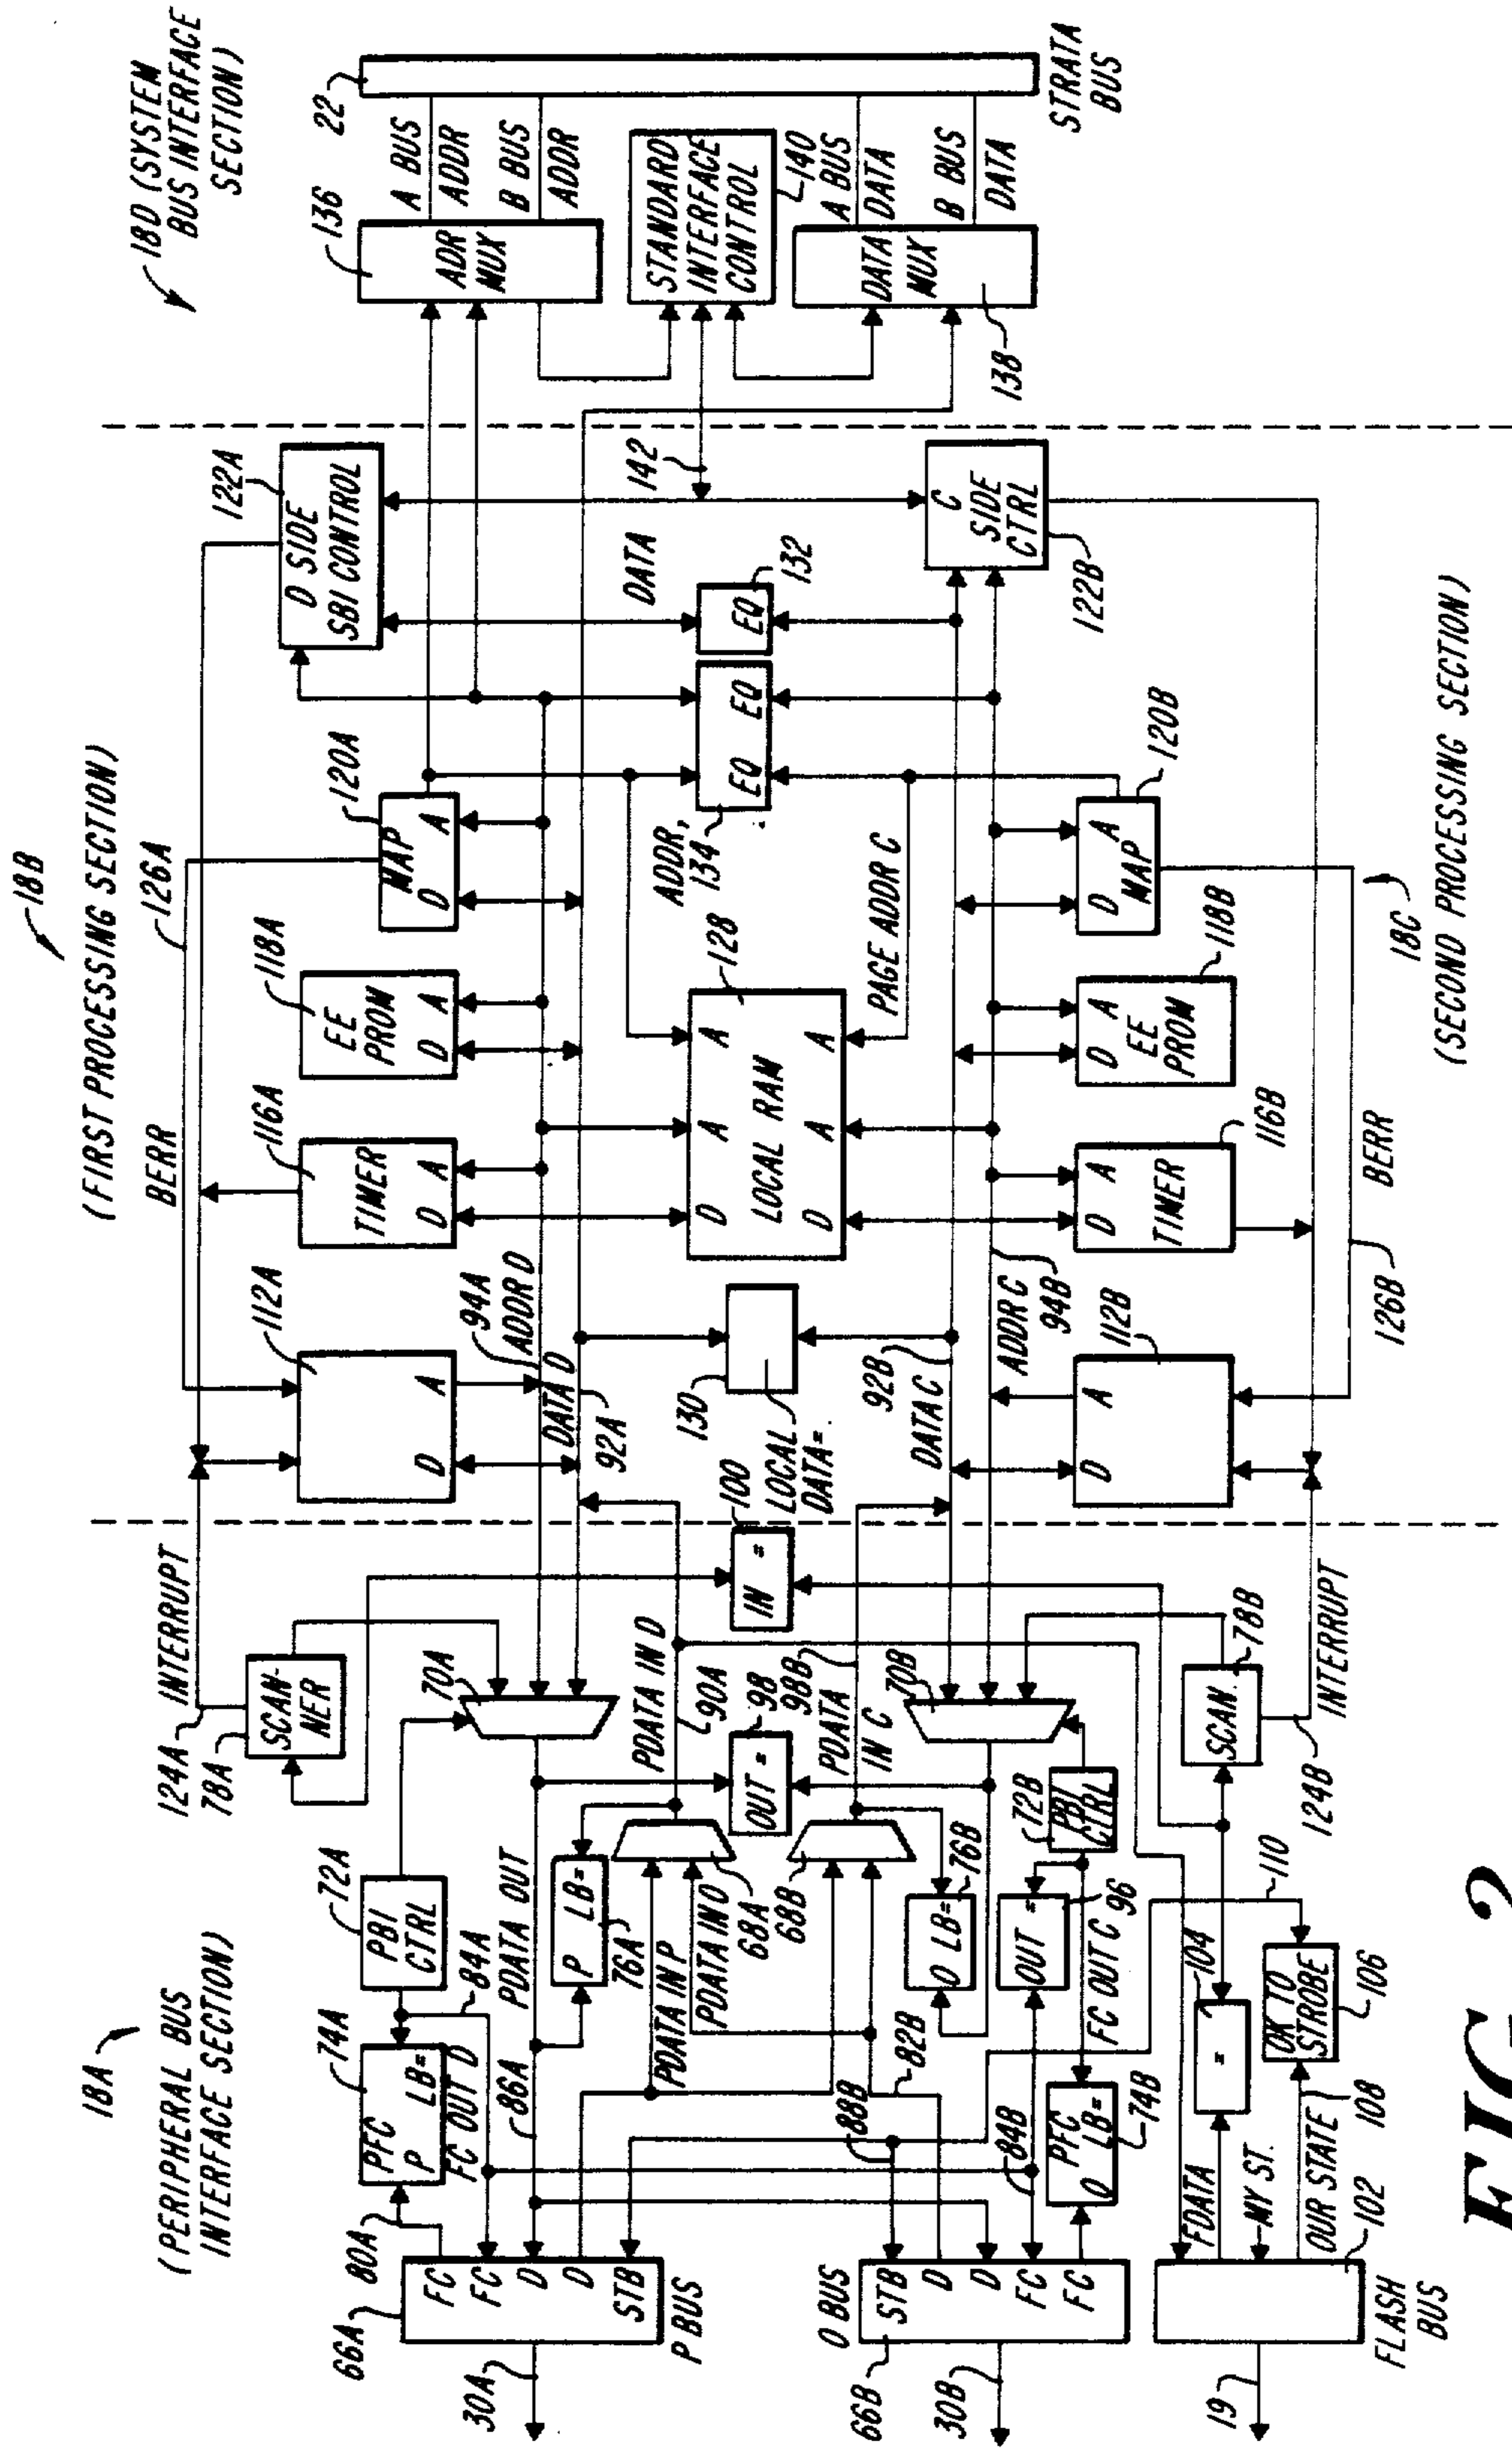 18A
(PERIPHERAL BUS
INTERFACE SECTION)
18B
(FIRST PROCESSING SECTION)
18D (SYSTEM
BUS INTERFACE
SECTION)
66A
80A
FC
FC
D
D
STB
P BUS
30A
74A
PFC
P LB=
FC OUT D
84A
72A
PBI
CTRL
86A
PDATA OUT
124A
INTERRUPT
78A
SCAN-
NER
70A
P LB=
76A
PDATA IN P
PDATA IN O
68A
68B
PDATA IN D
90A
OUT =
98
98B
PDATA
IN C
IN =
100
88B
82B
O BUS
66B
STB
D
D
FC
FC
30B
84B
PFC
O LB=
74B
O LB=
76B
OUT =
96
FC OUT C
72B
PBI
CTRL
70B
FLASH
BUS
19
102
FDATA
MY ST.
OUR STATE
108
=
104
OK TO
STROBE
106
110
SCAN.
78B
124B
INTERRUPT
BERR
126A
112A
D A
94A
ADDR D
DATA D
92A
116A
TIMER
D A
118A
EE
PROM
D A
120A
MAP
D A
122A
D SIDE
SBI CONTROL
130
LOCAL
DATA=
128
D A A
LOCAL RAM
D A A
ADDR,
134
EQ EQ
EQ
132
DATA
142
PAGE ADDR C
92B
DATA C
ADDR C
94B
112B
D A
D A
TIMER
116B
D A
EE
PROM
118B
D A
MAP
120B
C
SIDE
CTRL
122B
126B
BERR
18C
(SECOND PROCESSING SECTION)
136
ADR
MUX
A BUS
ADDR
B BUS
ADDR
22
STANDARD
INTERFACE
CONTROL
140
DATA
MUX
138
A BUS
DATA
B BUS
DATA
STRATA
BUS
FIG. 2